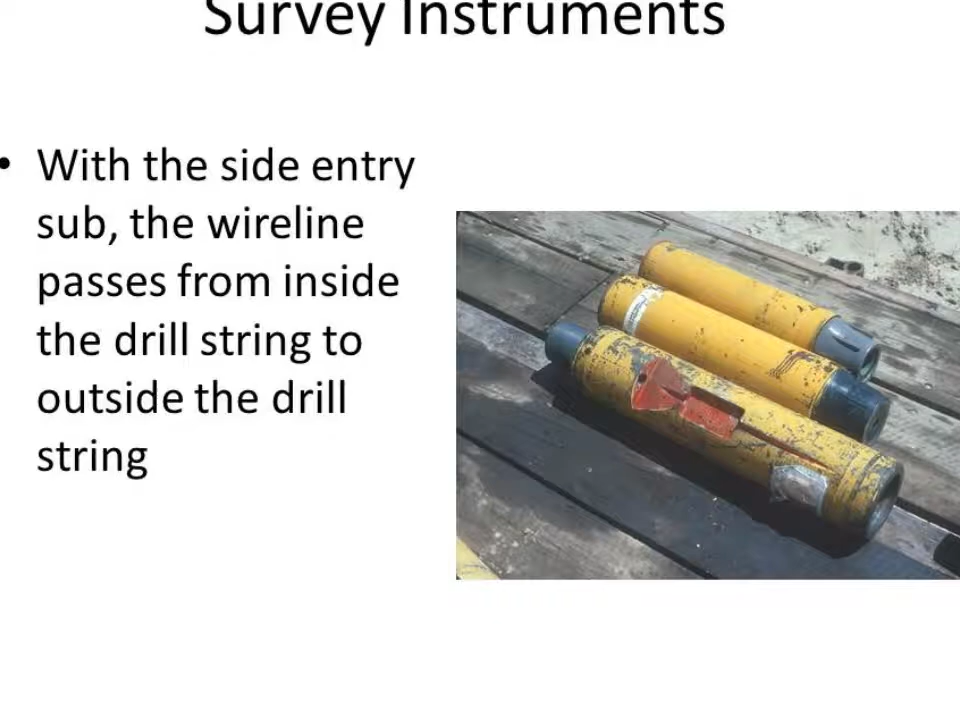 Survey Instruments
• With the side entry
sub, the wireline
passes from inside
the drill string to
outside the drill
string